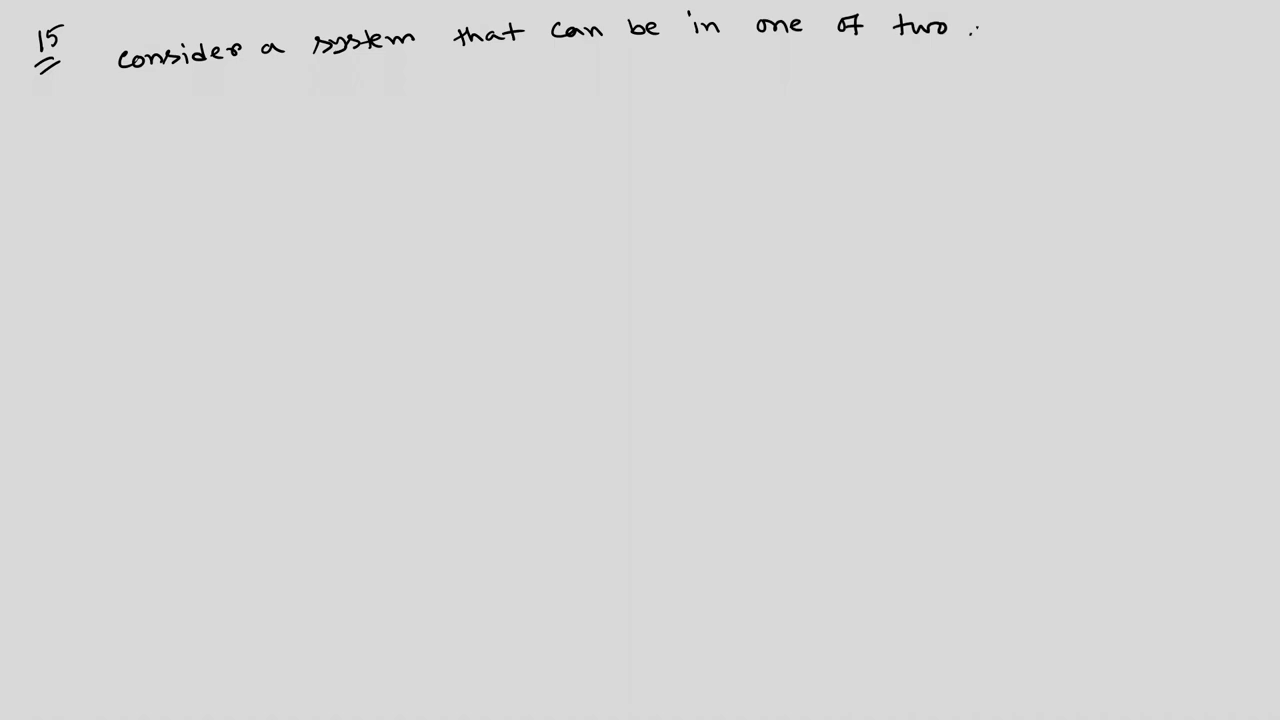 15 consider a system that can be in one of two